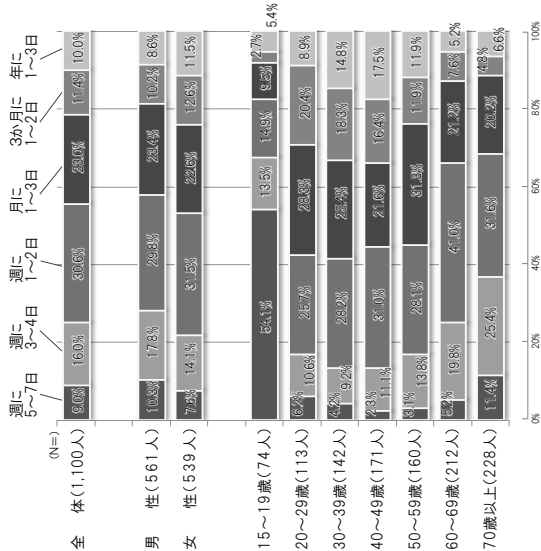 週に 5～7日
週に 3～4日
週に 1～2日
月に 1～3日
3か月に 1～2日
年に 1～3日
(N=)
全 体(1,100人) 9.0% 16.0% 30.6% 23.0% 11.4% 10.0%
男 性(561人) 10.3% 17.8% 29.8% 23.4% 10.2% 8.6%
女 性(539人) 7.6% 14.1% 31.5% 22.6% 12.6% 11.5%
15～19歳(74人) 54.1% 13.5% 14.9% 9.5% 2.7% 5.4%
20～29歳(113人) 6.2% 10.6% 25.7% 28.3% 20.4% 8.9%
30～39歳(142人) 4.2% 9.2% 28.2% 25.4% 18.3% 14.8%
40～49歳(171人) 2.3% 11.1% 31.0% 21.6% 16.4% 17.5%
50～59歳(160人) 3.1% 13.8% 28.1% 31.3% 11.9% 11.9%
60～69歳(212人) 5.2% 19.8% 41.0% 21.2% 7.6% 5.2%
70歳以上(228人) 11.4% 25.4% 31.6% 20.2% 4.8% 6.6%
0% 20% 40% 60% 80% 100%